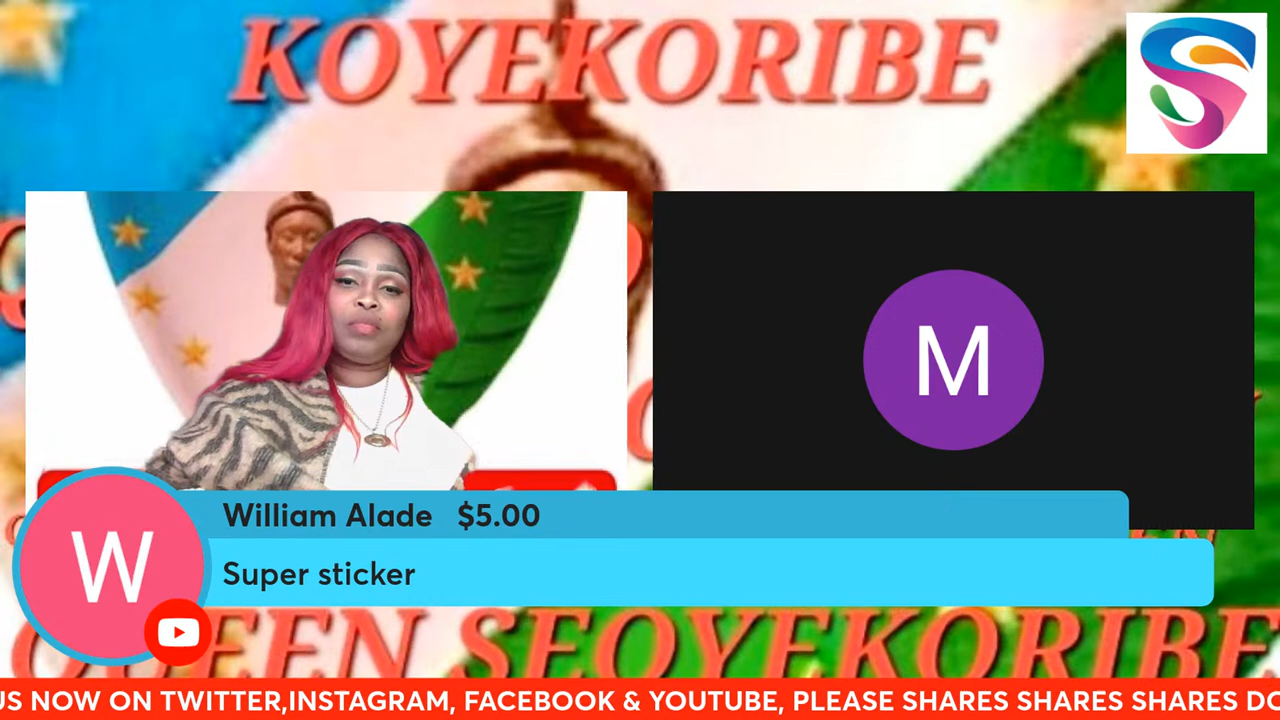 KOYEKORIBE
M
William Alade $5.00
W
Super sticker
QUEEN SEOYEKORIBE
US NOW ON TWITTER,INSTAGRAM, FACEBOOK & YOUTUBE, PLEASE SHARES SHARES SHARES DO